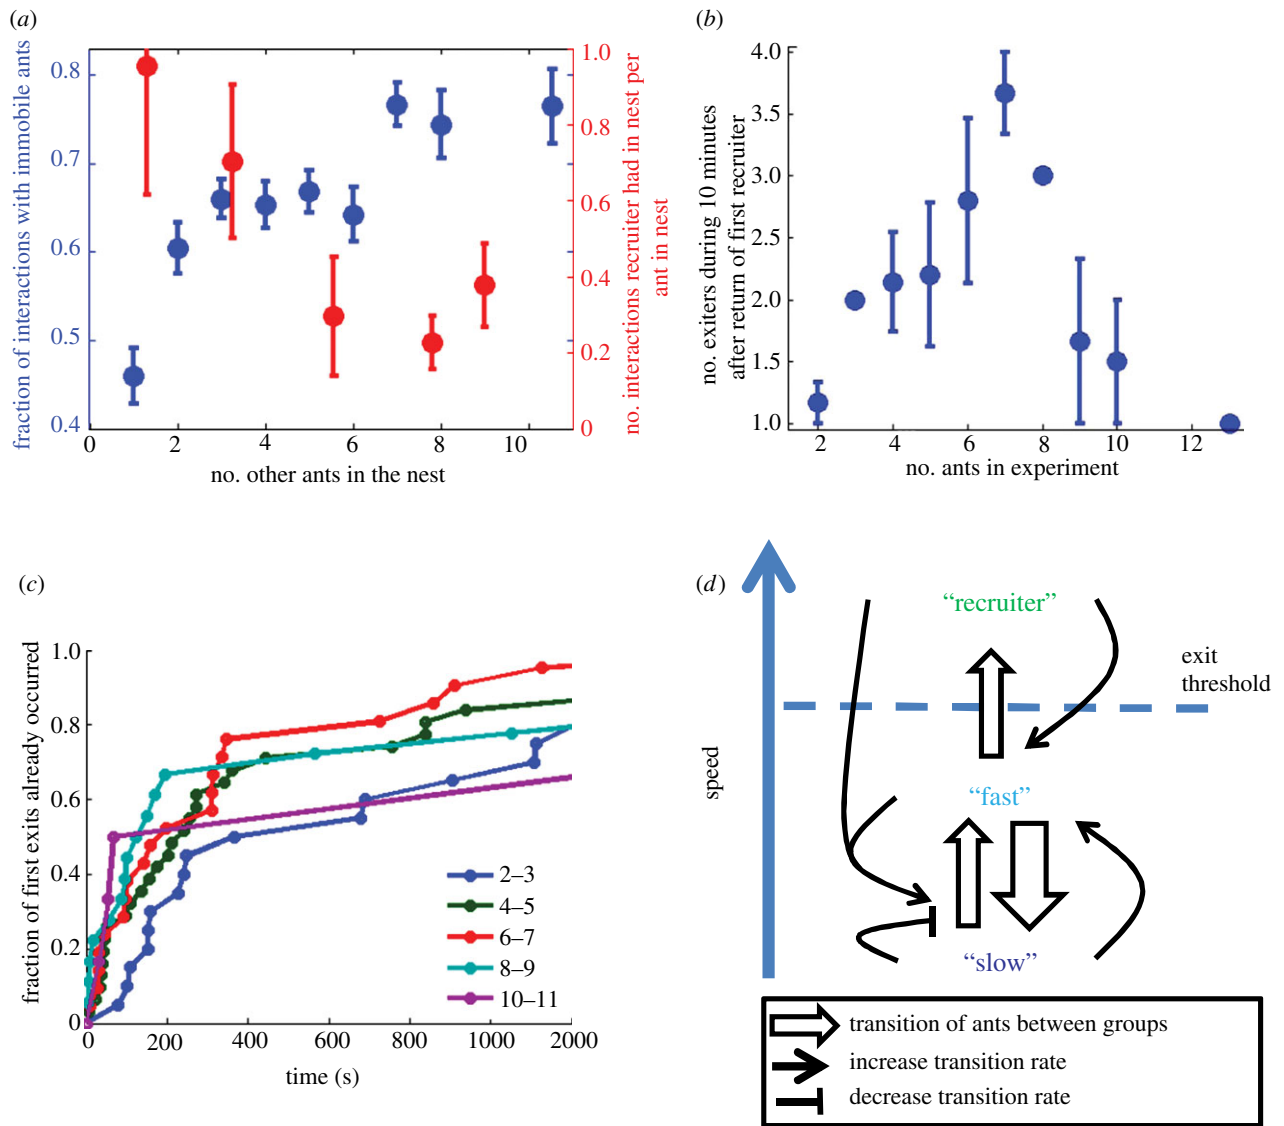 (a)
fraction of interactions with immobile ants
0.8
0.7
0.6
0.5
0.4
0
2
4
6
8
10
no. other ants in the nest
1.0
0.8
0.6
0.4
0.2
0
no. interactions recruiter had in nest per
ant in nest
(b)
no. exiters during 10 minutes
after return of first recruiter
4.0
3.5
3.0
2.5
2.0
1.5
1.0
2
4
6
8
10
12
no. ants in experiment
(c)
fraction of first exits already occurred
1.0
0.8
0.6
0.4
0.2
0
0
200
400
600
800
1000
2000
time (s)
2–3
4–5
6–7
8–9
10–11
(d)
speed
“recruiter”
exit
threshold
“fast”
“slow”
transition of ants between groups
increase transition rate
decrease transition rate